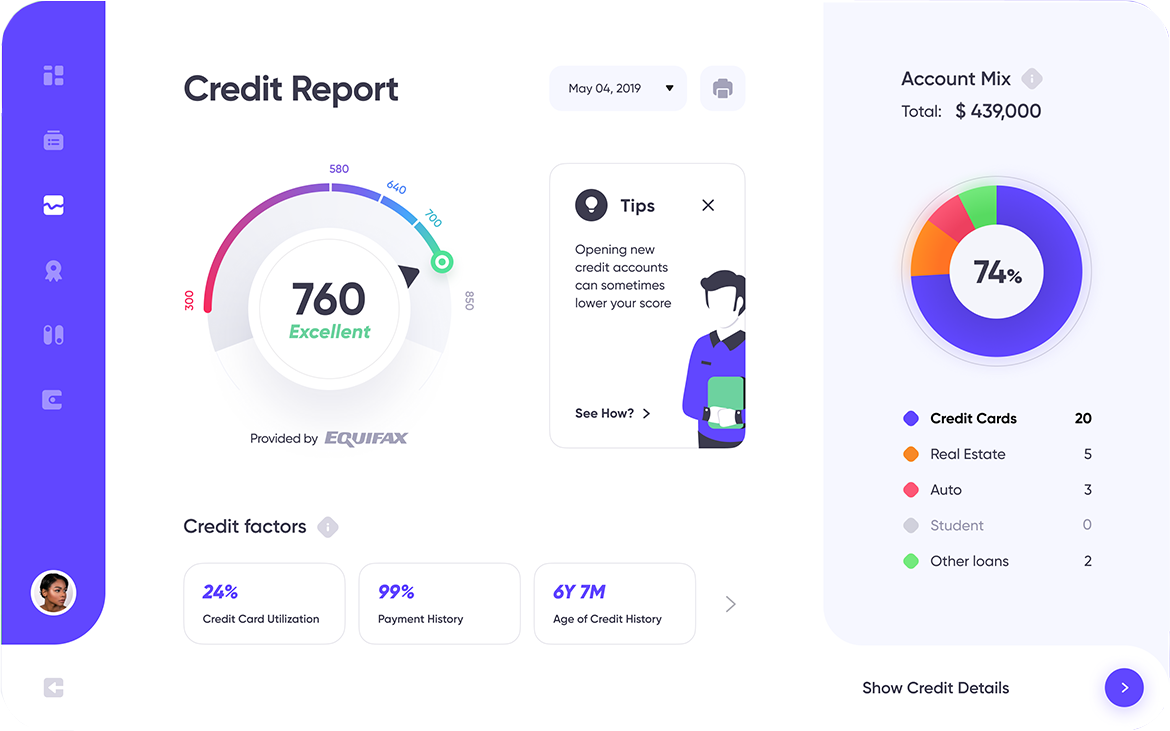 Credit Report
May 04, 2019
580
640
700
300
850
760
Excellent
Provided by EQUIFAX
Tips
Opening new
credit accounts
can sometimes
lower your score
See How?
Credit factors
24%
Credit Card Utilization
99%
Payment History
6Y 7M
Age of Credit History
Account Mix
Total: $ 439,000
74%
Credit Cards 20
Real Estate 5
Auto 3
Student 0
Other loans 2
Show Credit Details